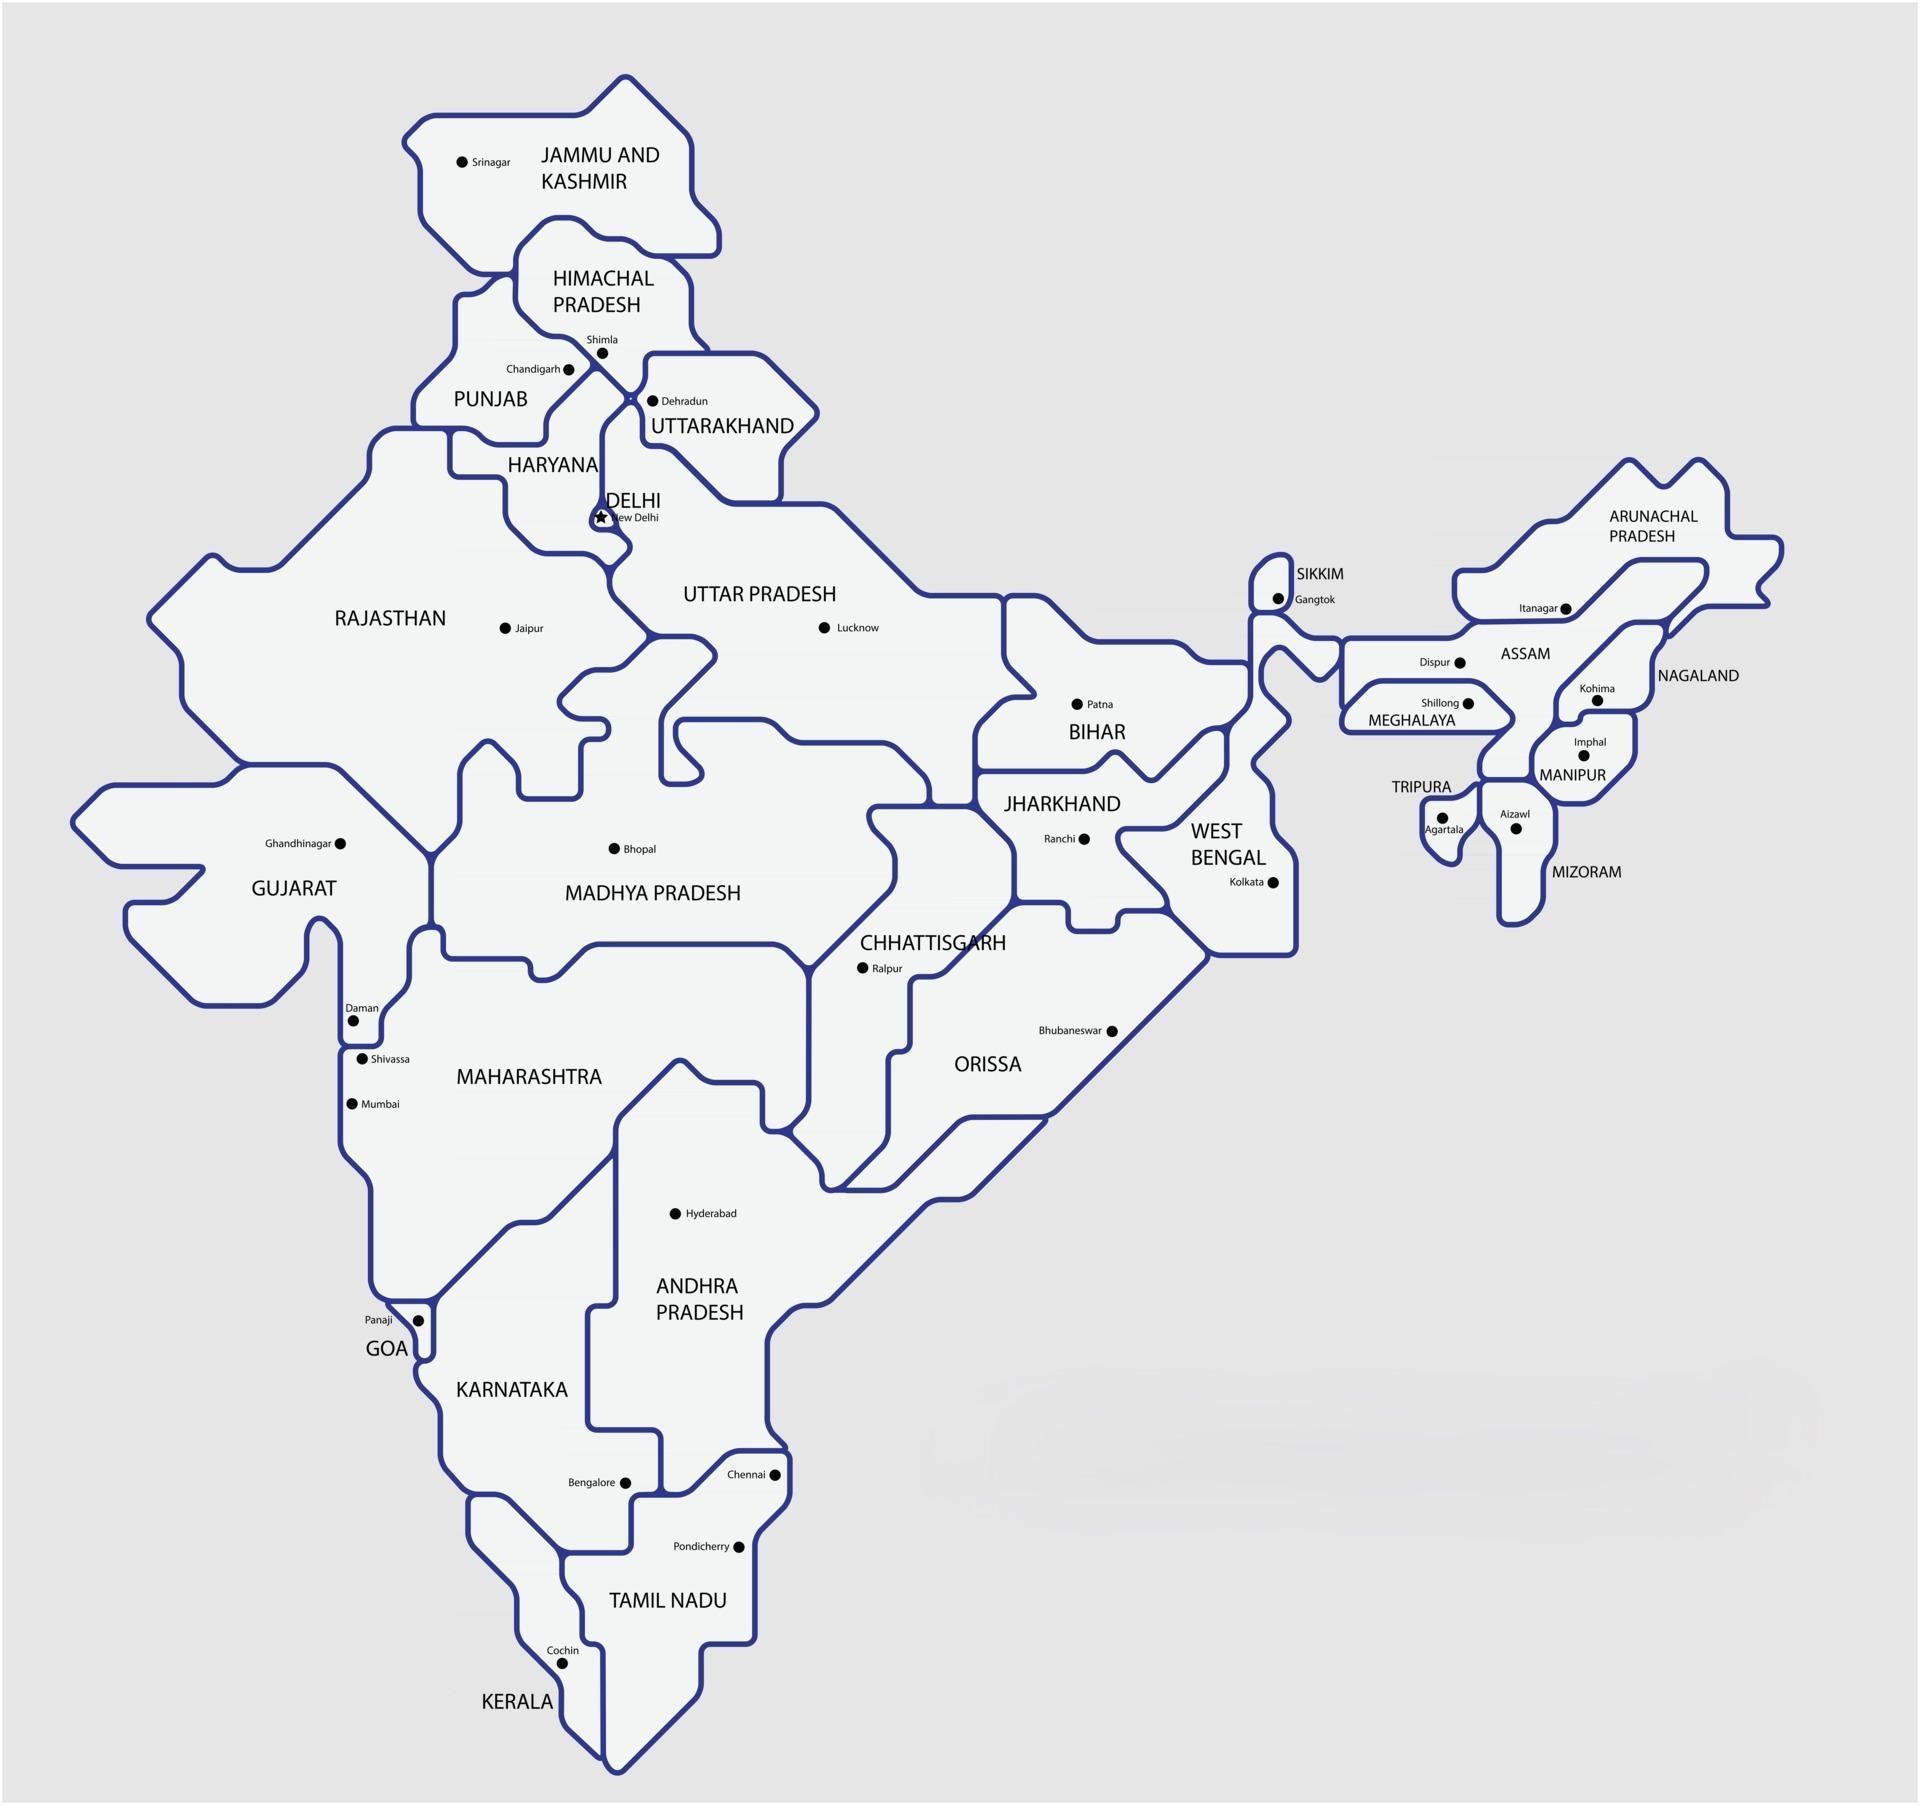 Srinagar
JAMMU AND
KASHMIR
HIMACHAL
PRADESH
Shimla
Chandigarh
PUNJAB
Dehradun
UTTARAKHAND
HARYANA
DELHI
New Delhi
RAJASTHAN
Jaipur
UTTAR PRADESH
Lucknow
ARUNACHAL
PRADESH
SIKKIM
Gangtok
Itanagar
ASSAM
Dispur
NAGALAND
Kohima
Shillong
MEGHALAYA
Imphal
MANIPUR
Patna
BIHAR
TRIPURA
Agartala
Aizawl
MIZORAM
JHARKHAND
Ranchi
WEST
BENGAL
Kolkata
Ghandhinagar
GUJARAT
Bhopal
MADHYA PRADESH
CHHATTISGARH
Ralpur
Daman
Shivassa
Mumbai
MAHARASHTRA
Bhubaneswar
ORISSA
Hyderabad
ANDHRA
PRADESH
Panaji
GOA
KARNATAKA
Bengalore
Chennai
Pondicherry
TAMIL NADU
Cochin
KERALA